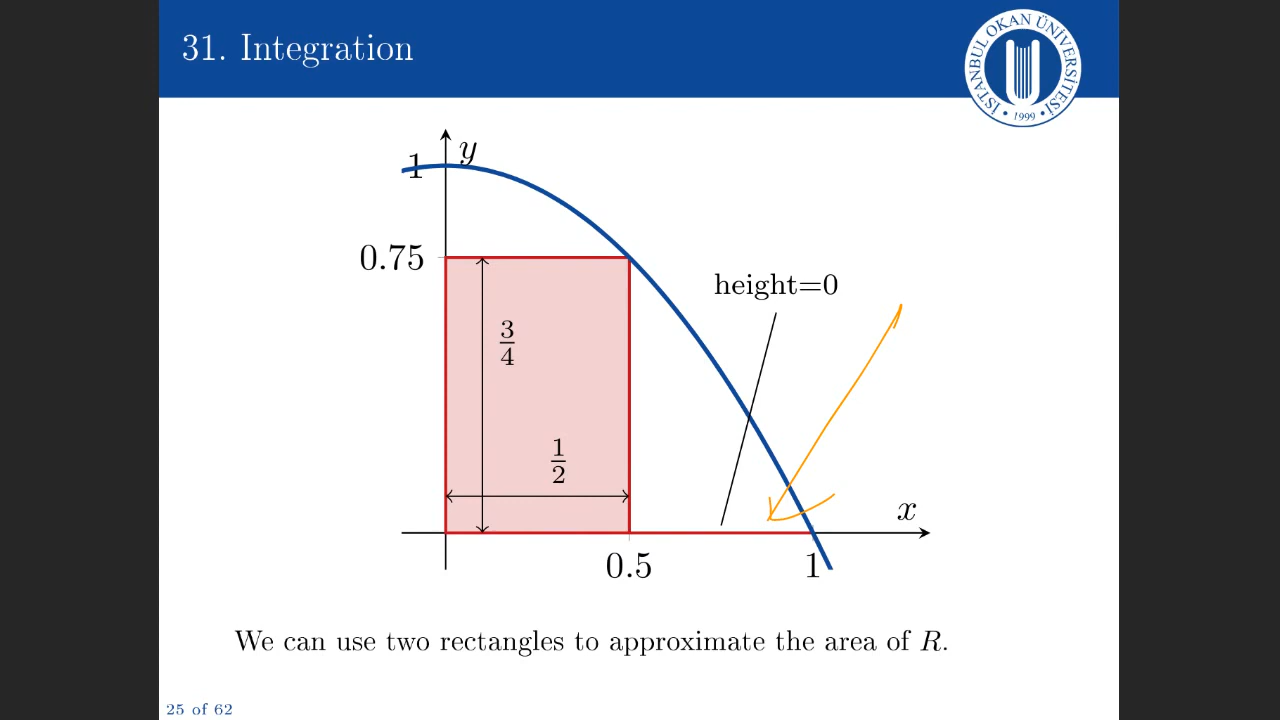 31. Integration
İSTANBUL OKAN ÜNİVERSİTESİ
• 1999 •
y
1
0.75
height=0
3
4
1
2
x
0.5
1
We can use two rectangles to approximate the area of R.
25 of 62